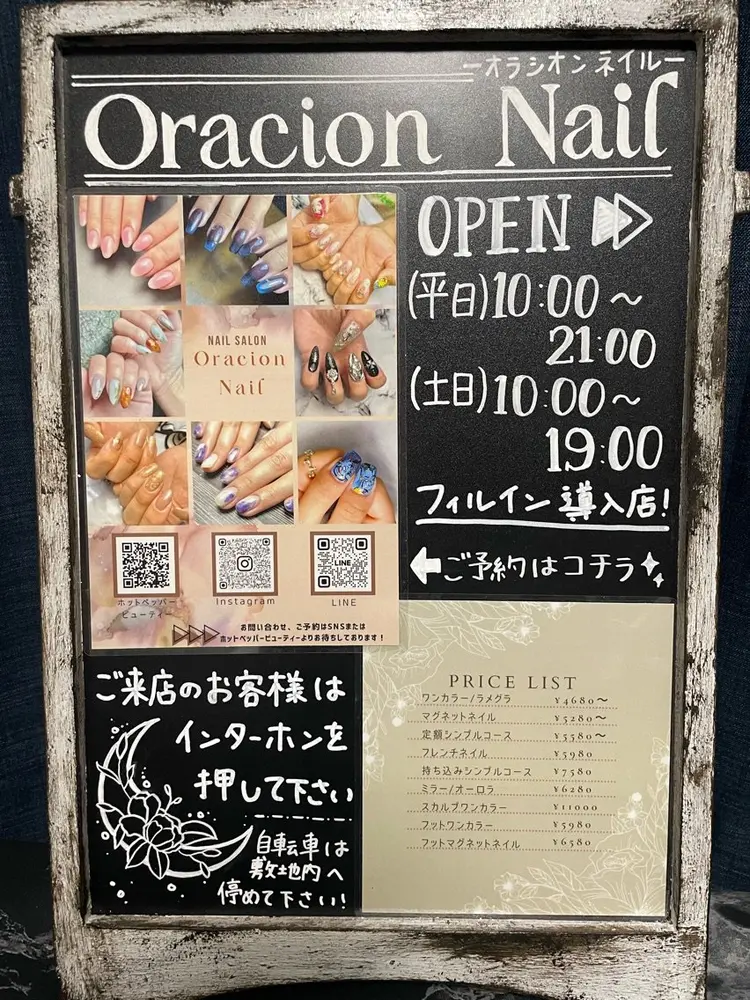 ーオラシオン ネイルー
Oracion Nail
OPEN
(平日)10:00～
21:00
(土日)10:00～
19:00
フィルイン導入店!
ご予約はコチラ
NAIL SALON
Oracion
Nail
ホットペッパー
ビューティー
Instagram
LINE
LINE
お問い合わせ、ご予約はSNSまたは
ホットペッパービューティーよりお待ちしております!
ご来店のお客様は
インターホンを
押して下さい
自転車は
敷地内へ
停めて下さい!
PRICE LIST
ワンカラー/ラメグラ ¥4680～
マグネットネイル ¥5280～
定額シンプルコース ¥5580～
フレンチネイル ¥5980
持ち込みシンプルコース ¥7580
ミラー/オーロラ ¥6280
スカルプワンカラー ¥11000
フットワンカラー ¥5980
フットマグネットネイル ¥6580